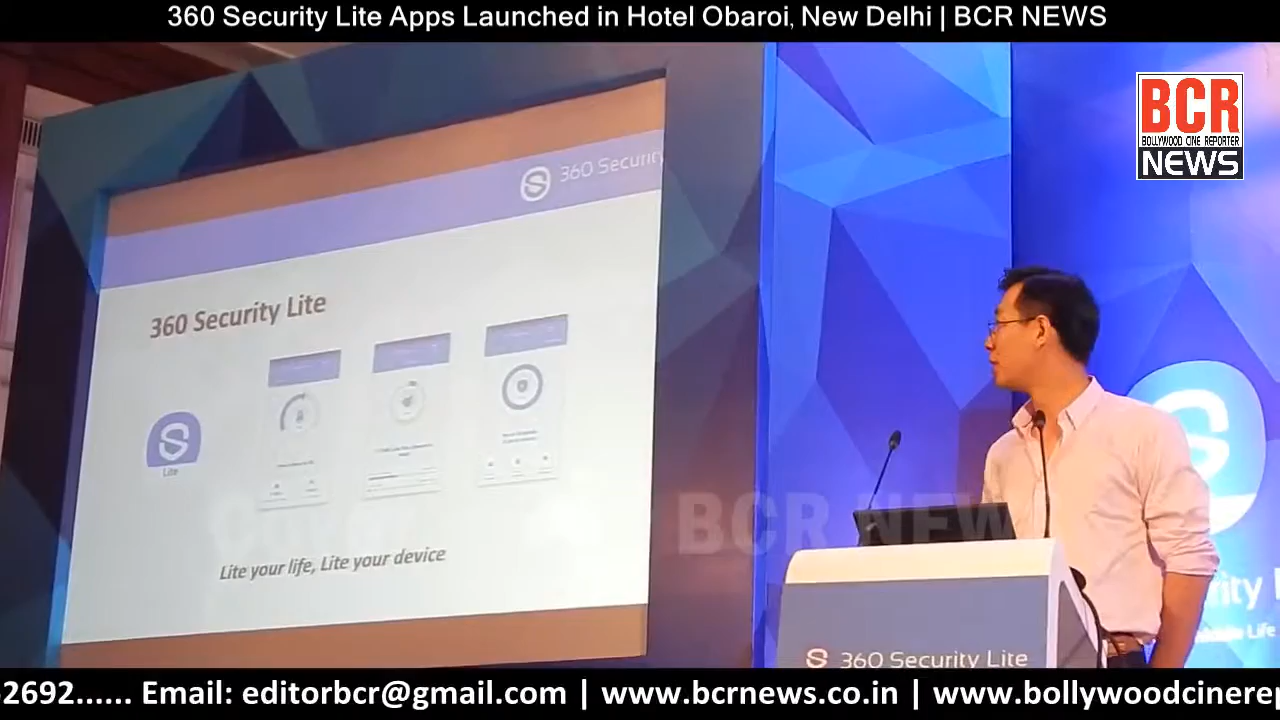 360 Security Lite Apps Launched in Hotel Obaroi, New Delhi | BCR NEWS
BCR
BOLLYWOOD CINE REPORTER
NEWS
360 Security
360 Security Lite
Lite
Lite your life, Lite your device
BCR NEWS
360 Security Lite
Life
2692...... Email: editorbcr@gmail.com | www.bcrnews.co.in | www.bollywoodcinerep